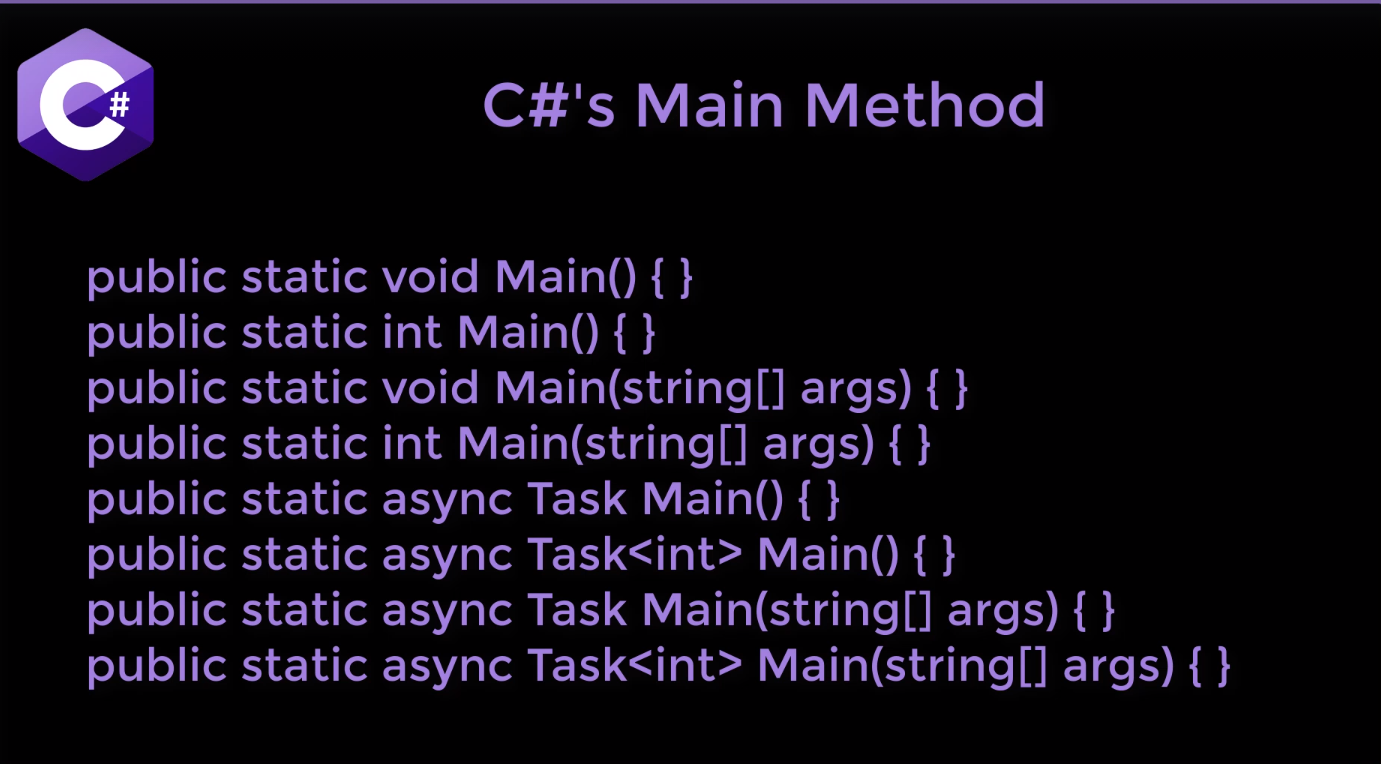 C#
C#'s Main Method
public static void Main() { }
public static int Main() { }
public static void Main(string[] args) { }
public static int Main(string[] args) { }
public static async Task Main() { }
public static async Task<int> Main() { }
public static async Task Main(string[] args) { }
public static async Task<int> Main(string[] args) { }